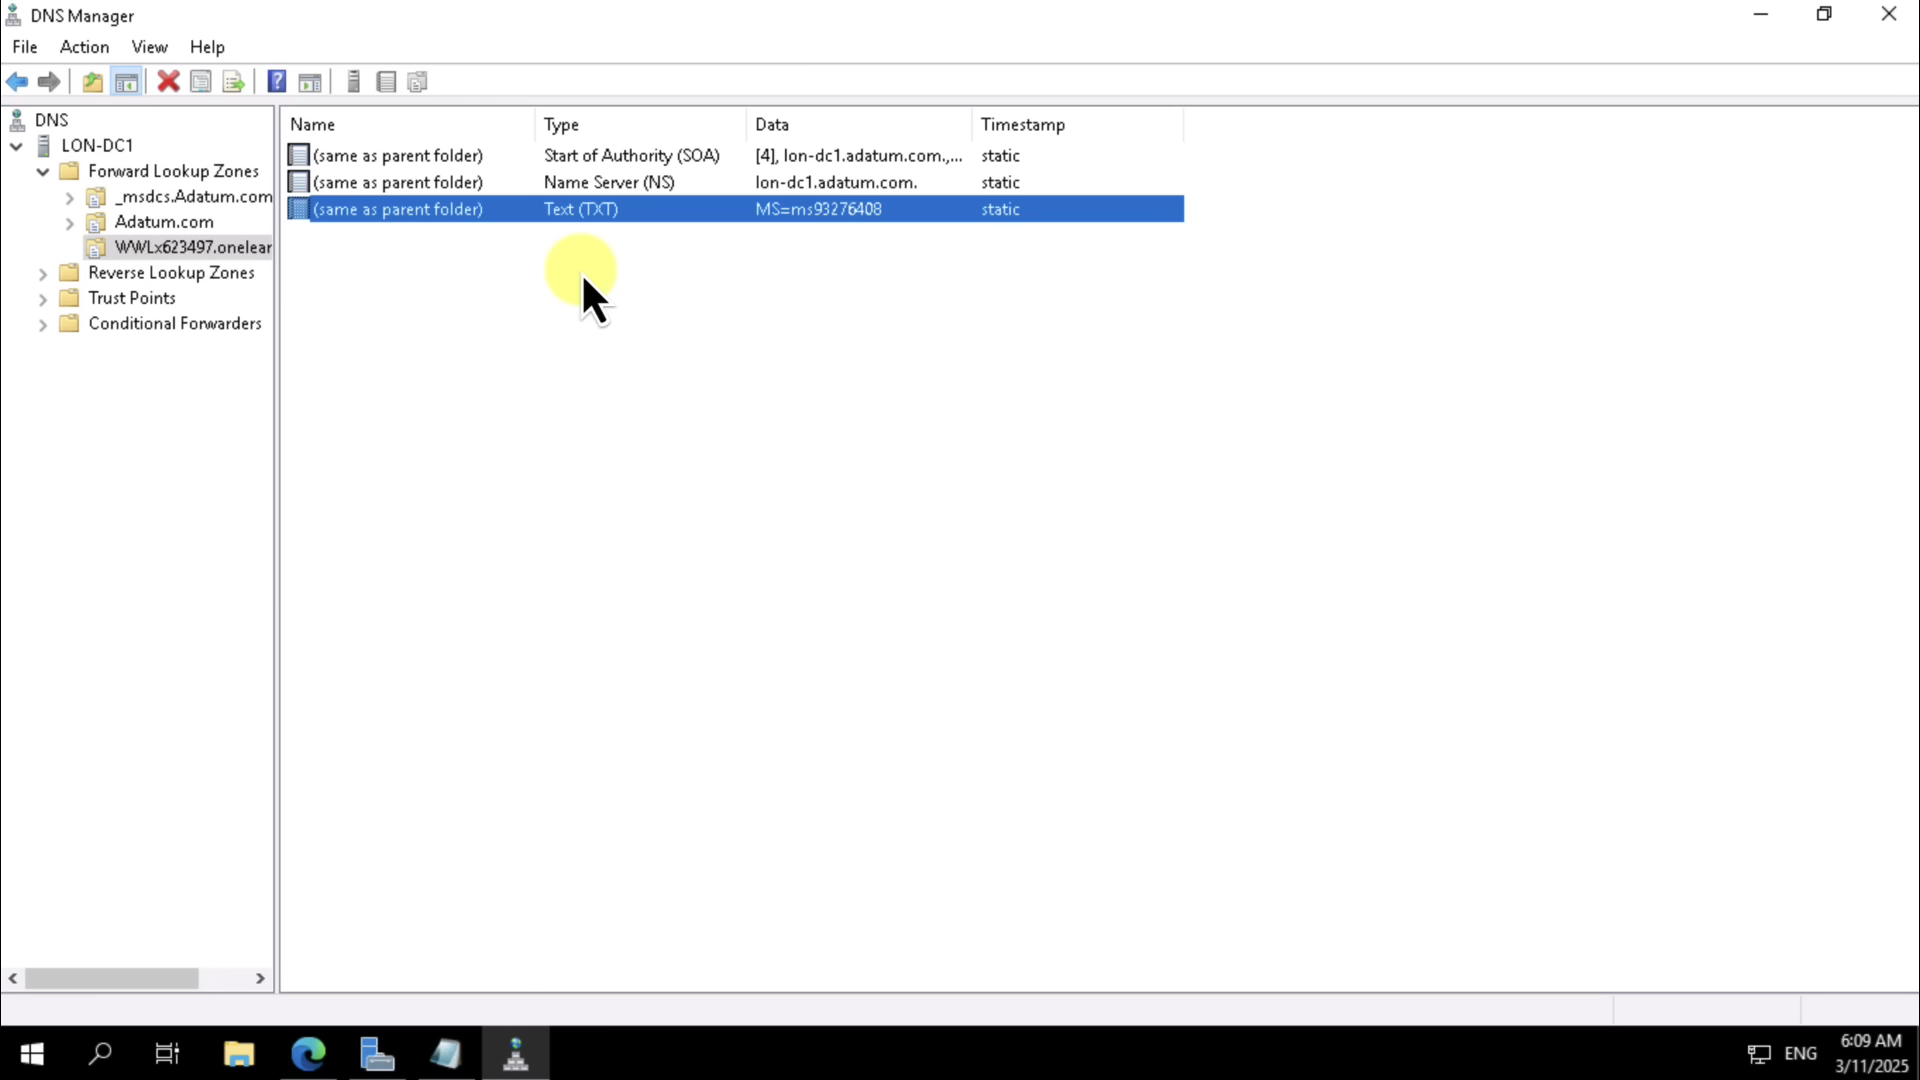 DNS Manager
File Action View Help
DNS
LON-DC1
Forward Lookup Zones
_msdcs.Adatum.com
Adatum.com
WWLx623497.onelear
Reverse Lookup Zones
Trust Points
Conditional Forwarders
Name Type Data Timestamp
(same as parent folder) Start of Authority (SOA) [4], lon-dc1.adatum.com.,... static
(same as parent folder) Name Server (NS) lon-dc1.adatum.com. static
(same as parent folder) Text (TXT) MS=ms93276408 static
ENG
6:09 AM
3/11/2025